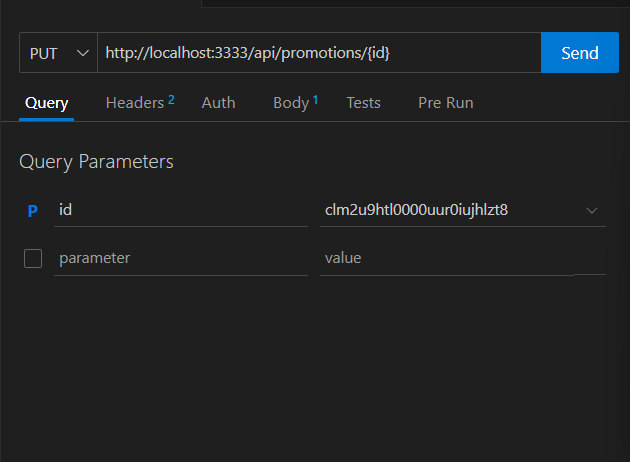 PUT http://localhost:3333/api/promotions/{id} Send
Query Headers 2 Auth Body 1 Tests Pre Run
Query Parameters
P id clm2u9htl0000uur0iujhlzt8
parameter value